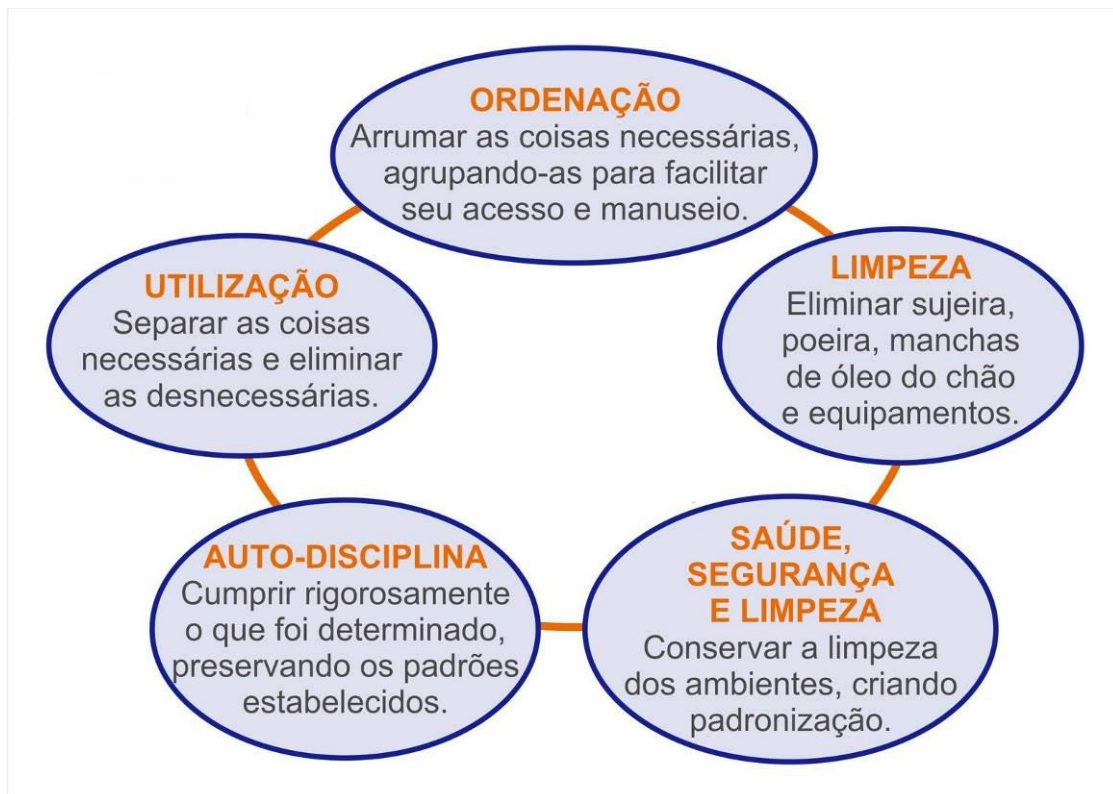 ORDENAÇÃO
Arrumar as coisas necessárias,
agrupando-as para facilitar
seu acesso e manuseio.
UTILIZAÇÃO
Separar as coisas
necessárias e eliminar
as desnecessárias.
LIMPEZA
Eliminar sujeira,
poeira, manchas
de óleo do chão
e equipamentos.
AUTO-DISCIPLINA
Cumprir rigorosamente
o que foi determinado,
preservando os padrões
estabelecidos.
SAÚDE,
SEGURANÇA
E LIMPEZA
Conservar a limpeza
dos ambientes, criando
padronização.